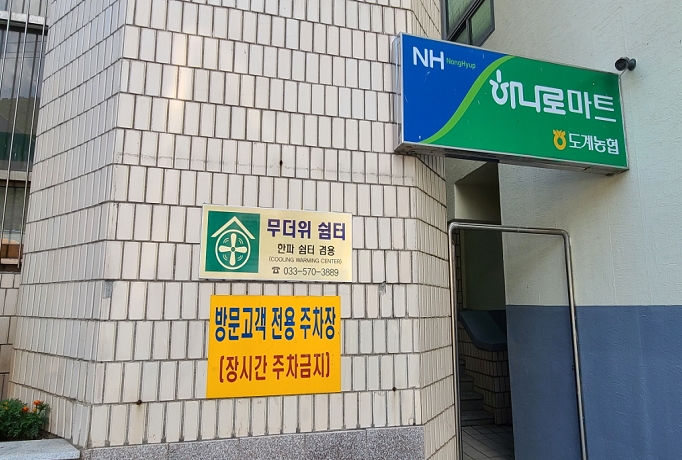 NH NongHyup
하나로마트
도계농협
무더위 쉼터
한파 쉼터 겸용
(COOLING WARMING CENTER)
☎ 033-570-3889
방문고객 전용 주차장
(장시간 주차금지)